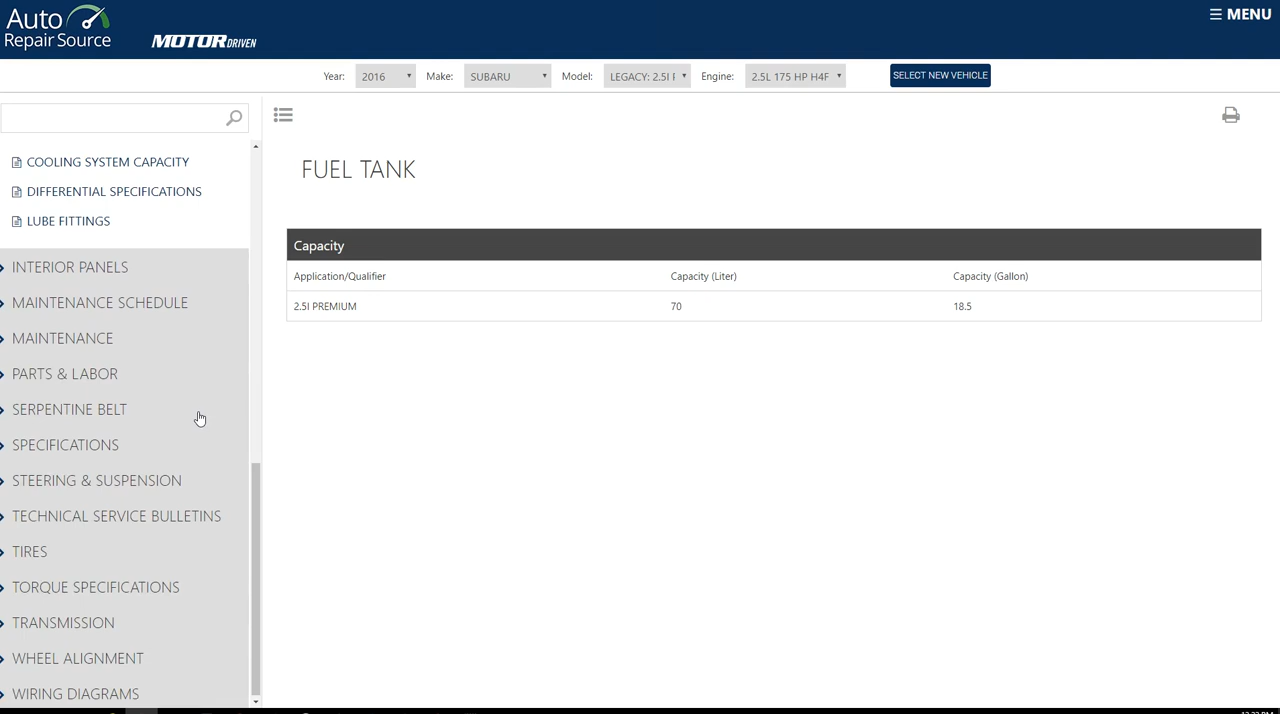 Auto
Repair Source
MOTOR DRIVEN
☰ MENU
Year: 2016 Make: SUBARU Model: LEGACY: 2.5I F Engine: 2.5L 175 HP H4F SELECT NEW VEHICLE
COOLING SYSTEM CAPACITY
DIFFERENTIAL SPECIFICATIONS
LUBE FITTINGS
INTERIOR PANELS
MAINTENANCE SCHEDULE
MAINTENANCE
PARTS & LABOR
SERPENTINE BELT
SPECIFICATIONS
STEERING & SUSPENSION
TECHNICAL SERVICE BULLETINS
TIRES
TORQUE SPECIFICATIONS
TRANSMISSION
WHEEL ALIGNMENT
WIRING DIAGRAMS
FUEL TANK
Capacity
Application/Qualifier Capacity (Liter) Capacity (Gallon)
2.5I PREMIUM 70 18.5